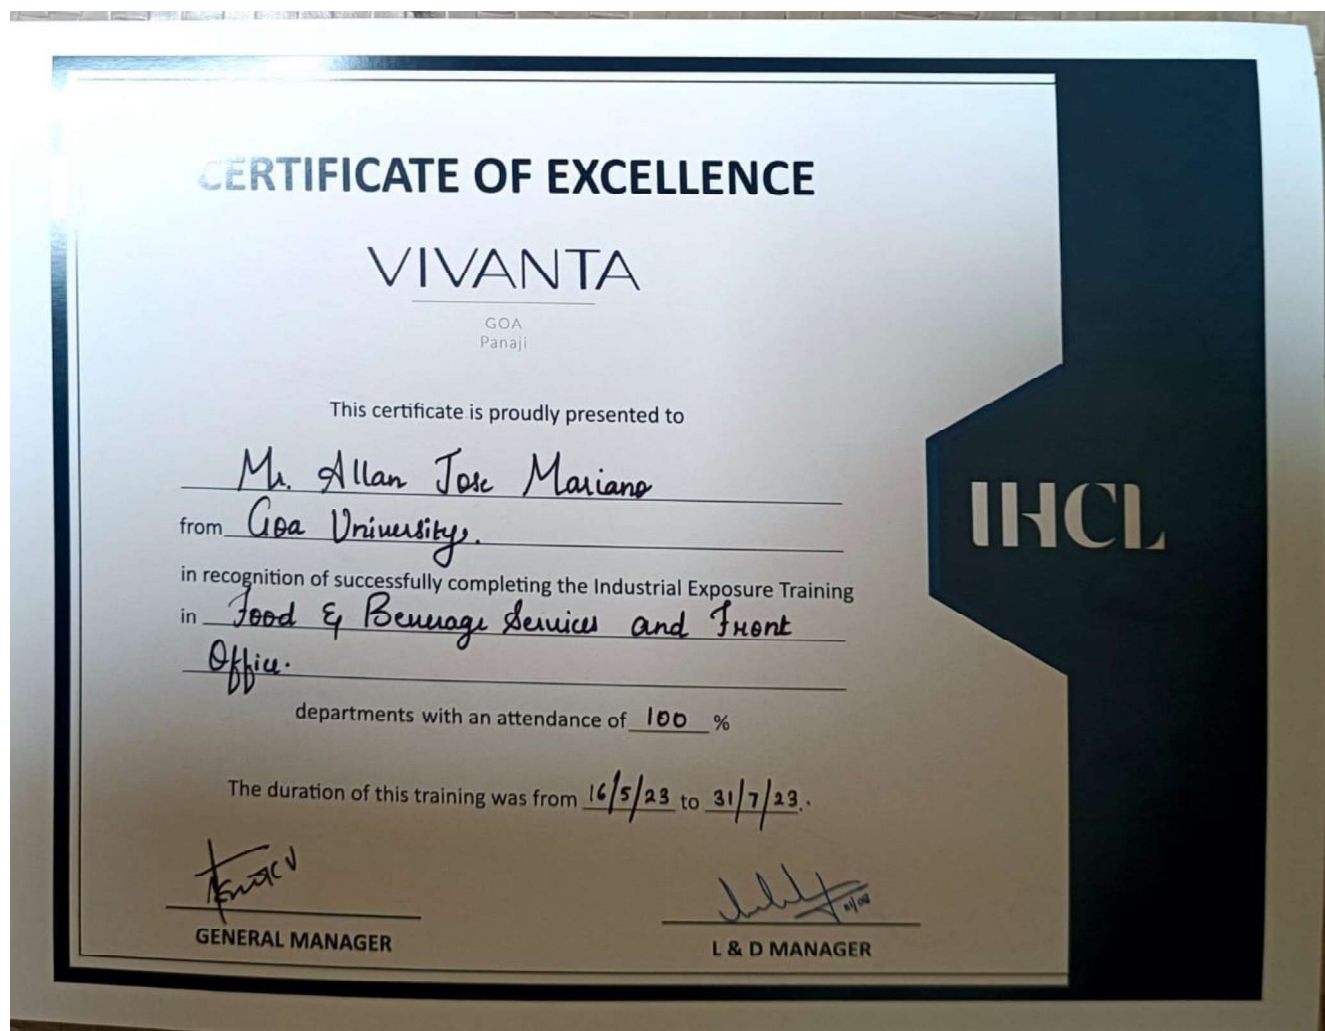 CERTIFICATE OF EXCELLENCE
VIVANTA
GOA
Panaji
This certificate is proudly presented to
Mr. Allan Jose Mariano
from Goa University.
in recognition of successfully completing the Industrial Exposure Training
in Food & Beverage Services and Front
Office.
departments with an attendance of 100 %
The duration of this training was from 16/5/23 to 31/7/23.
IHCL
GENERAL MANAGER
L & D MANAGER